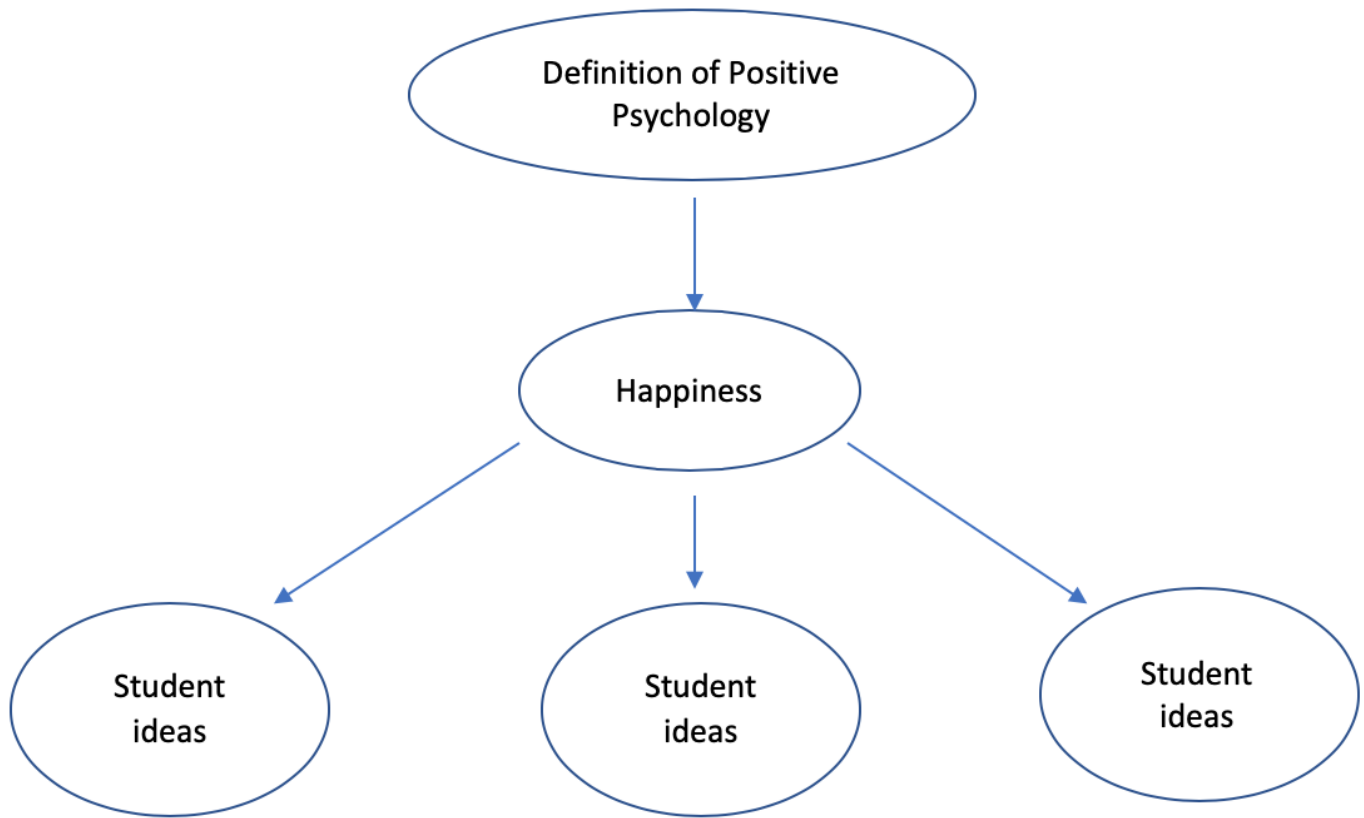 Definition of Positive
Psychology
Happiness
Student
ideas
Student
ideas
Student
ideas